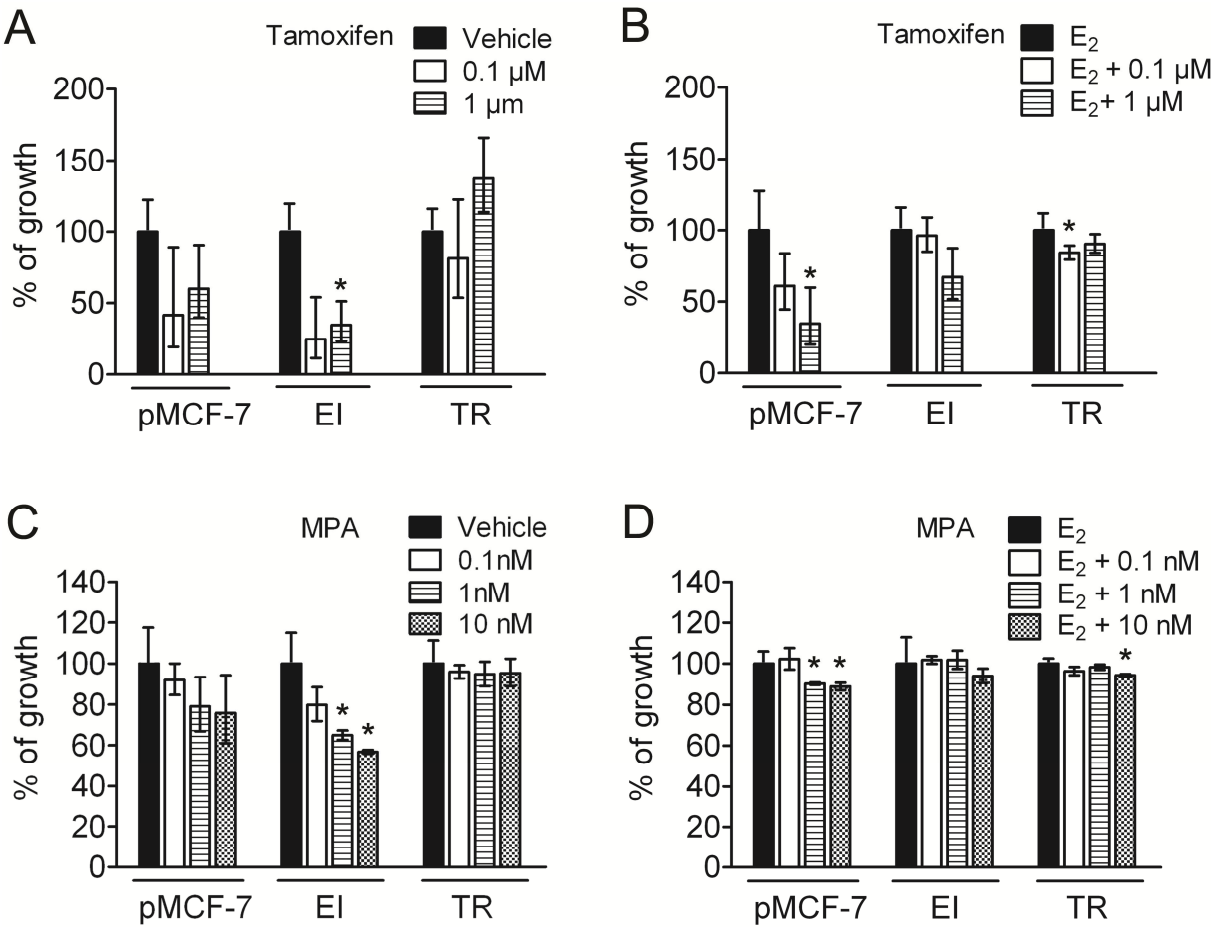 A
Tamoxifen
Vehicle
0.1 µM
1 µm
% of growth
200
150
100
50
0
*
pMCF-7 EI TR
B
Tamoxifen
E2
E2 + 0.1 µM
E2+ 1 µM
% of growth
200
150
100
50
0
* *
pMCF-7 EI TR
C
MPA
Vehicle
0.1nM
1nM
10 nM
% of growth
140
120
100
80
60
40
20
0
* *
pMCF-7 EI TR
D
MPA
E2
E2 + 0.1 nM
E2 + 1 nM
E2 + 10 nM
% of growth
140
120
100
80
60
40
20
0
* * *
pMCF-7 EI TR